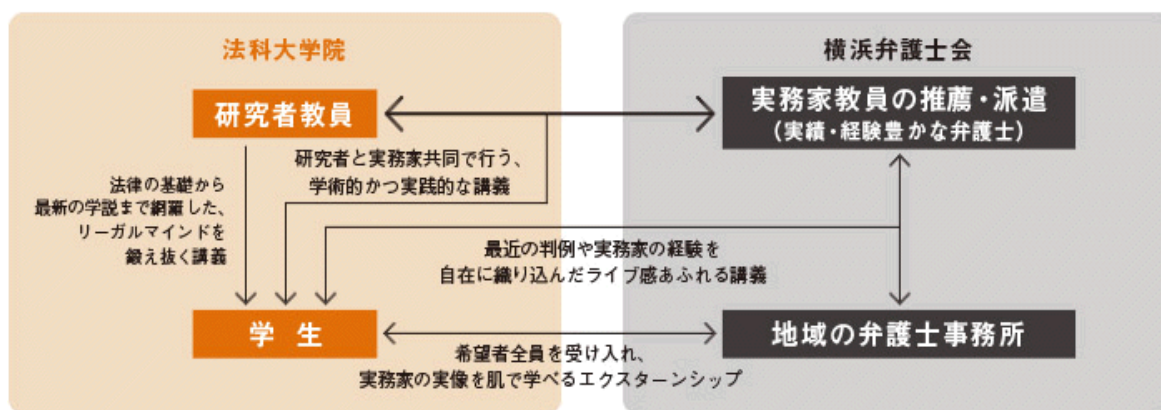 法科大学院
横浜弁護士会
研究者教員
実務家教員の推薦・派遣
（実績・経験豊かな弁護士）
研究者と実務家共同で行う、
学術的かつ実践的な講義
法律の基礎から
最新の学説まで網羅した、
リーガルマインドを
鍛え抜く講義
最近の判例や実務家の経験を
自在に織り込んだライブ感あふれる講義
学生
地域の弁護士事務所
希望者全員を受け入れ、
実務家の実像を肌で学べるエクスターンシップ